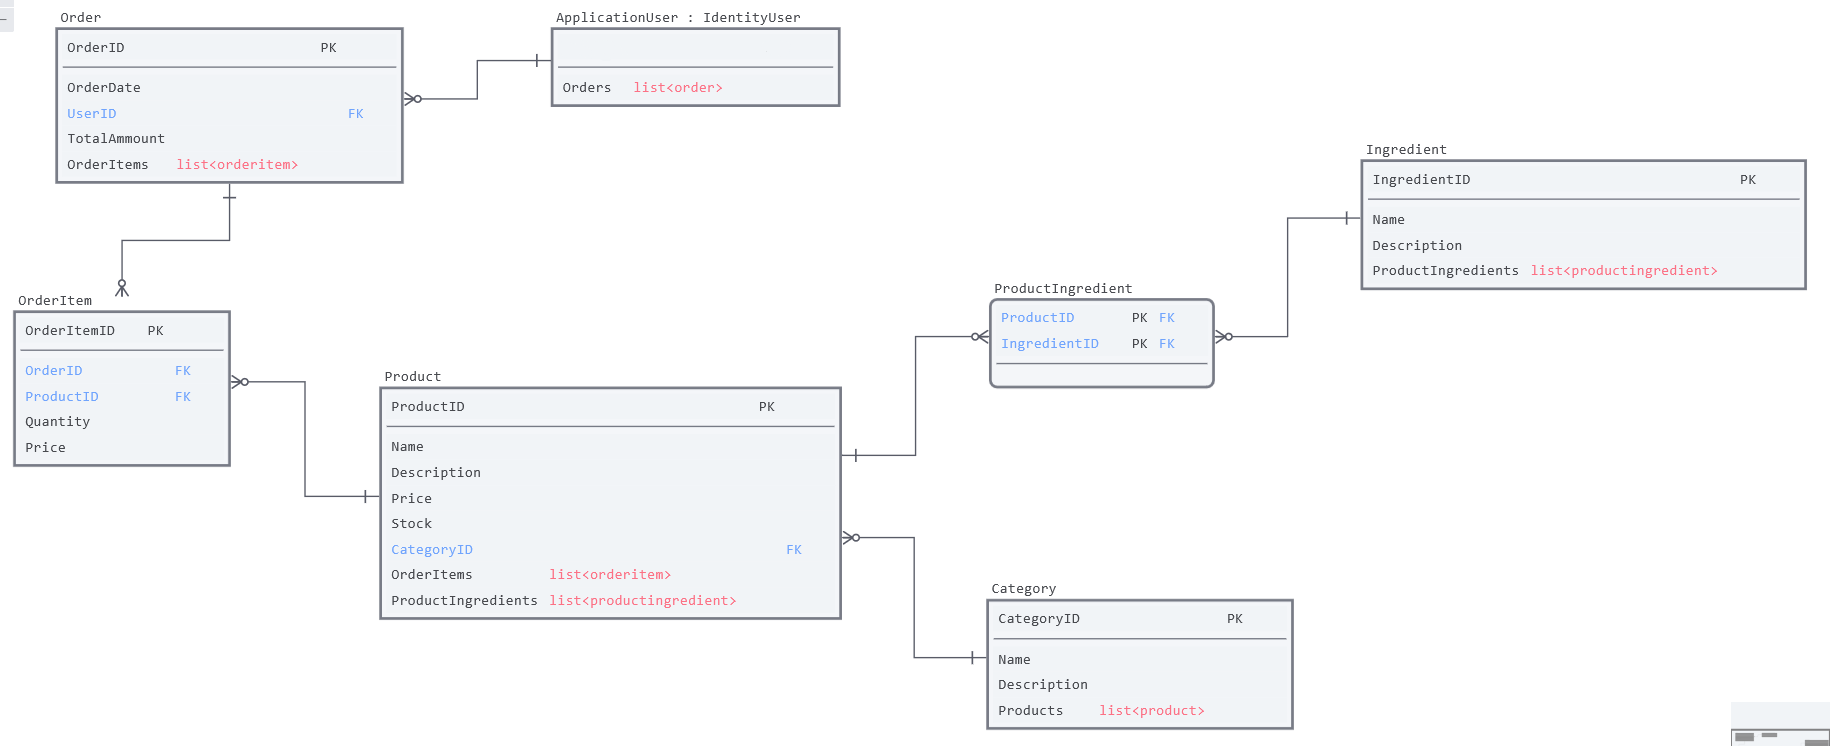 Order
OrderID PK
OrderDate
UserID FK
TotalAmmount
OrderItems list<orderitem>
ApplicationUser : IdentityUser
Orders list<order>
Ingredient
IngredientID PK
Name
Description
ProductIngredients list<productingredient>
ProductIngredient
ProductID PK FK
IngredientID PK FK
OrderItem
OrderItemID PK
OrderID FK
ProductID FK
Quantity
Price
Product
ProductID PK
Name
Description
Price
Stock
CategoryID FK
OrderItems list<orderitem>
ProductIngredients list<productingredient>
Category
CategoryID PK
Name
Description
Products list<product>